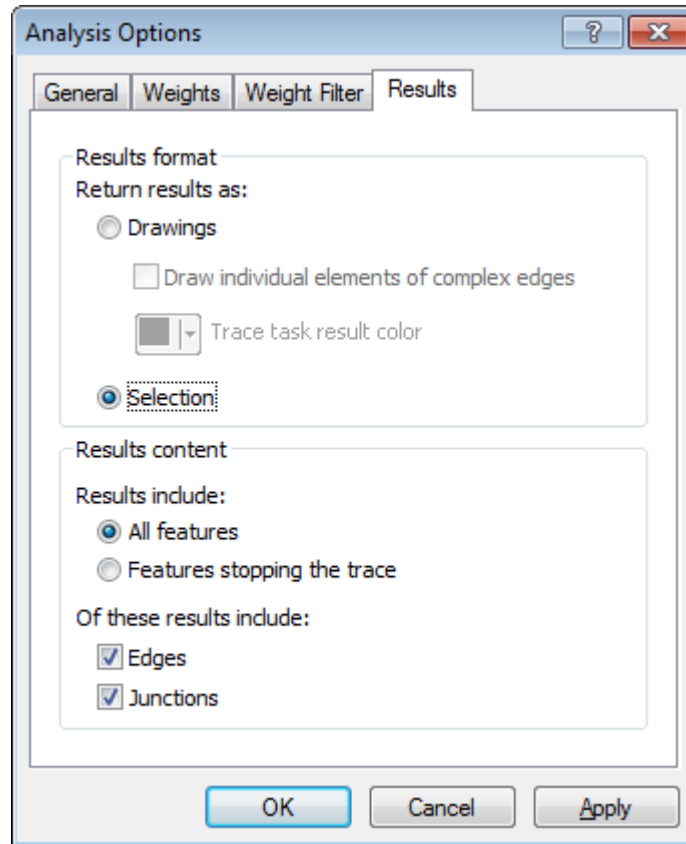 Analysis Options
General Weights Weight Filter Results
Results format
Return results as:
Drawings
Draw individual elements of complex edges
Trace task result color
Selection
Results content
Results include:
All features
Features stopping the trace
Of these results include:
Edges
Junctions
OK Cancel Apply